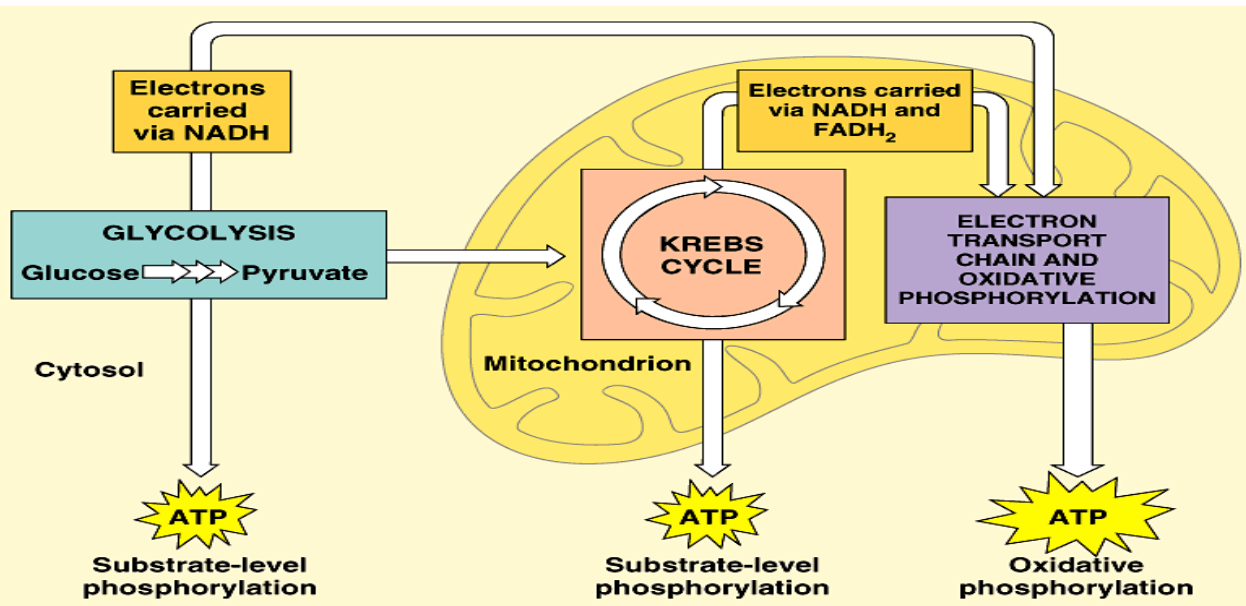 Electrons
carried
via NADH
Electrons carried
via NADH and
FADH₂
GLYCOLYSIS
Glucose Pyruvate
KREBS
CYCLE
ELECTRON
TRANSPORT
CHAIN AND
OXIDATIVE
PHOSPHORYLATION
Cytosol
Mitochondrion
ATP
Substrate-level
phosphorylation
ATP
Substrate-level
phosphorylation
ATP
Oxidative
phosphorylation